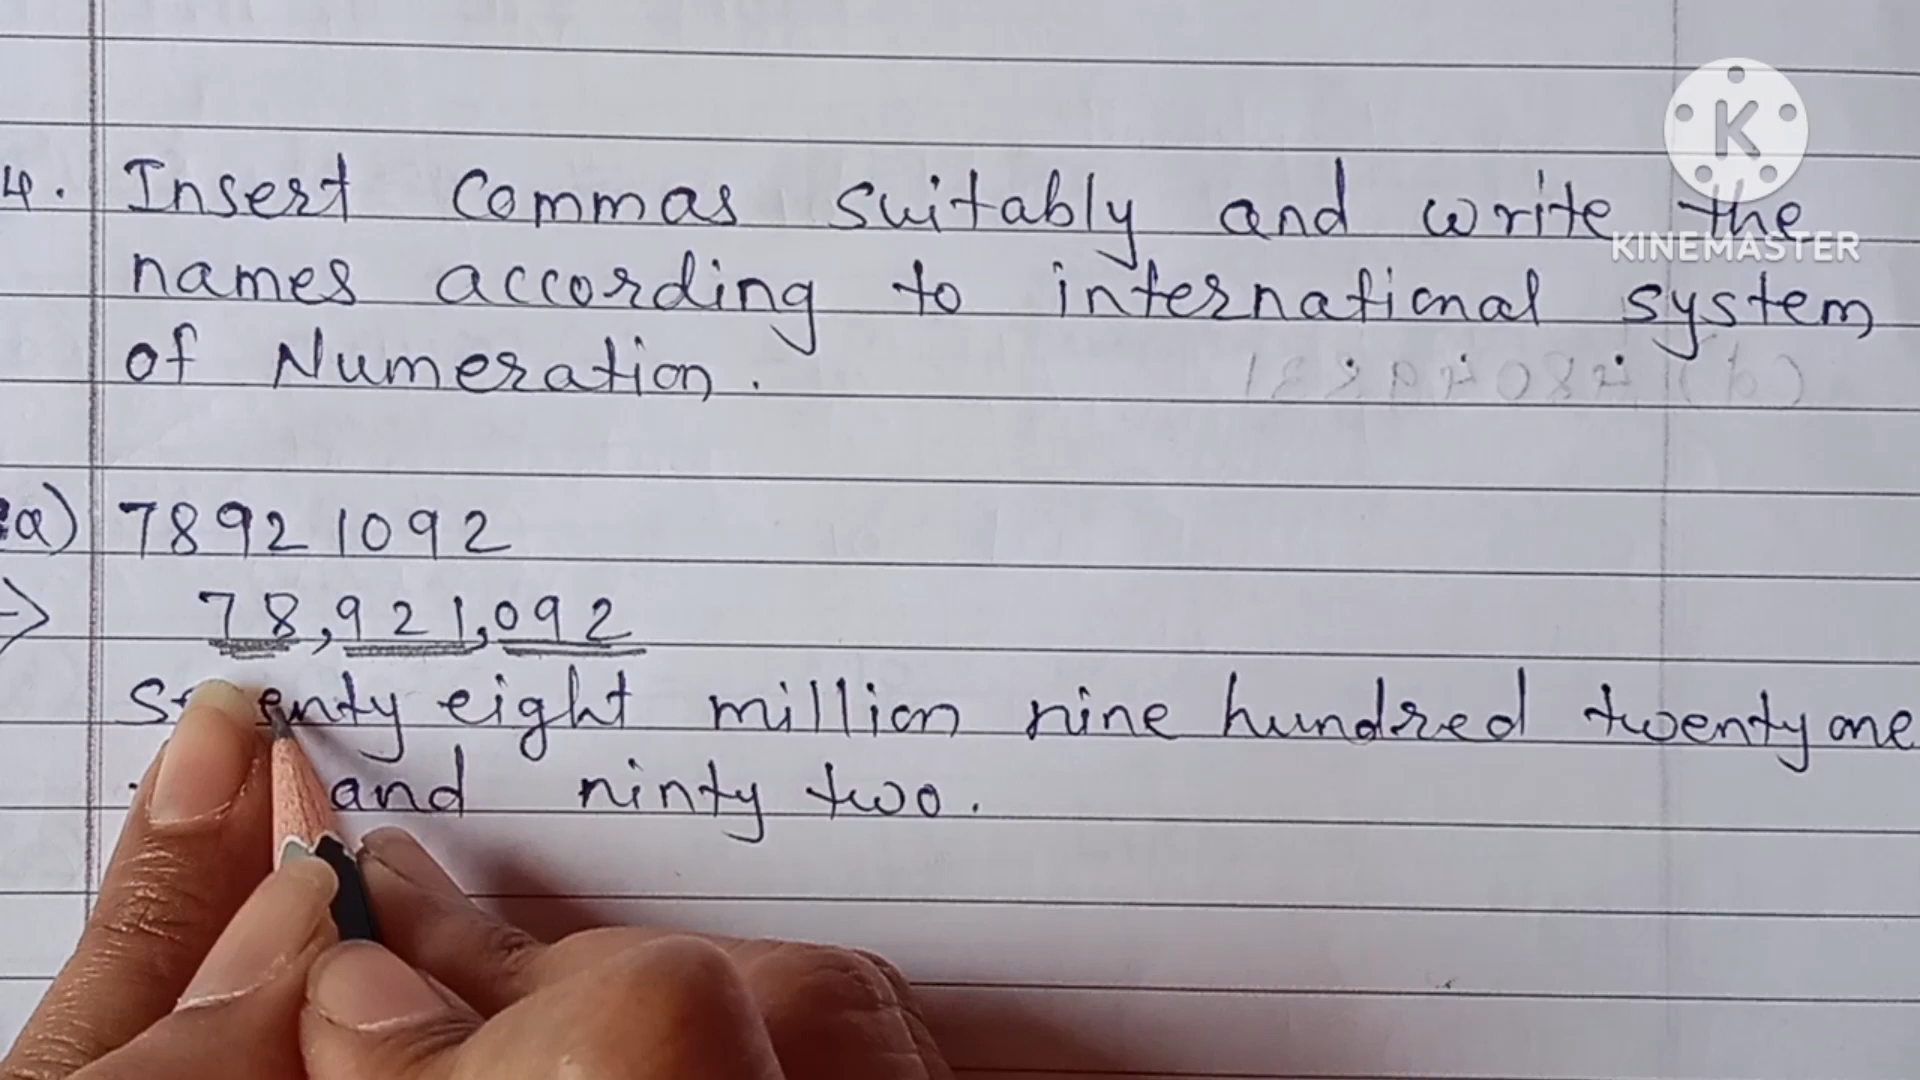 4. Insert Commas suitably and write the
names according to international system
of Numeration.
a) 78921092
78,921,092
eight million nine hundred twenty one
and ninty two.
K
KINEMASTER